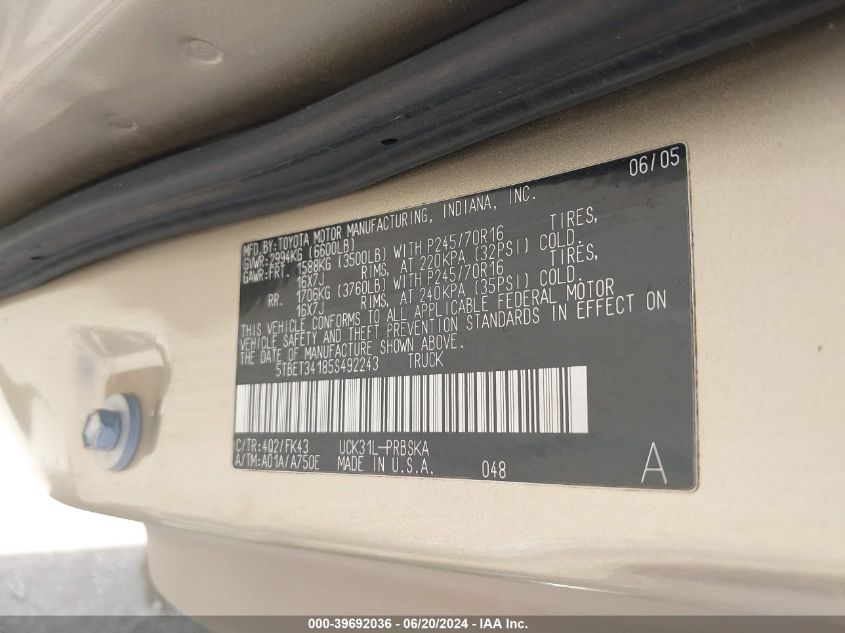 06/05
MFD BY:TOYOTA MOTOR MANUFACTURING, INDIANA, INC.
GVWR:2994KG (6600LB)
GAWR:FRT. 1588KG (3500LB) WITH P245/70R16 TIRES,
16X7J RIMS, AT 220KPA (32PSI) COLD.
RR. 1706KG (3760LB) WITH P245/70R16 TIRES,
16X7J RIMS, AT 240KPA (35PSI) COLD.
THIS VEHICLE CONFORMS TO ALL APPLICABLE FEDERAL MOTOR
VEHICLE SAFETY AND THEFT PREVENTION STANDARDS IN EFFECT ON
THE DATE OF MANUFACTURE SHOWN ABOVE.
5TBET34185S492243 TRUCK
C/TR:4Q2/FK43 UCK31L-PRBSKA
A/TM:A01A/A750E MADE IN U.S.A. 048 A
000-39692036 - 06/20/2024 - IAA Inc.